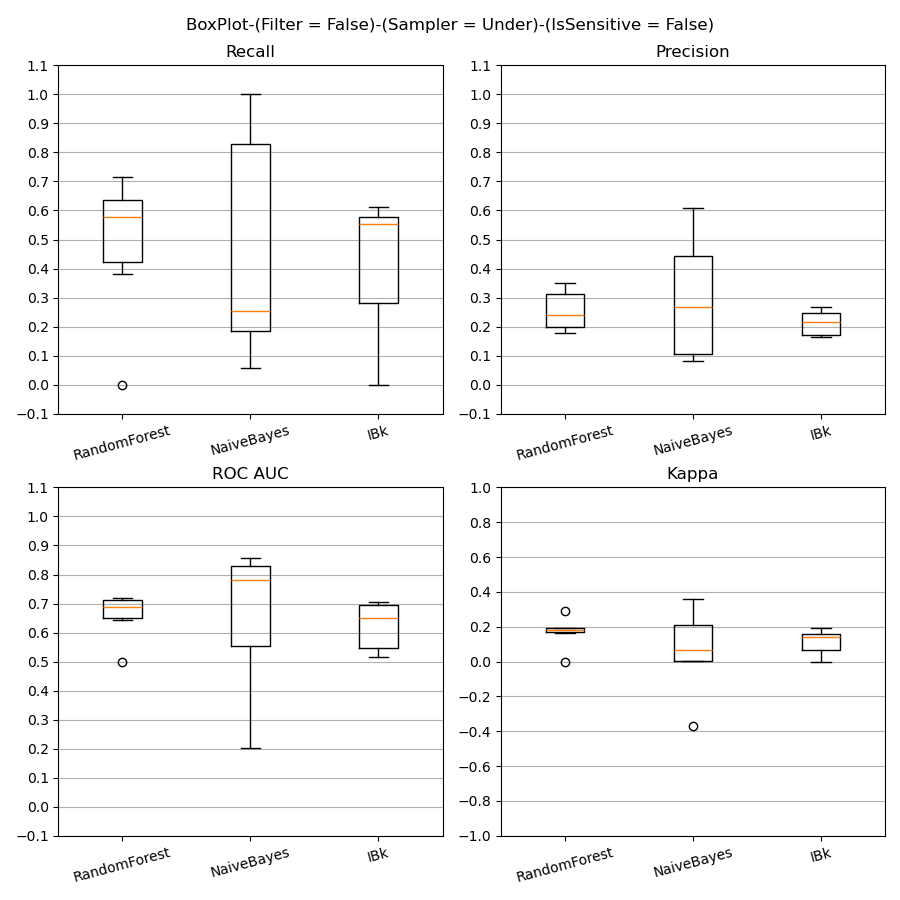 BoxPlot-(Filter = False)-(Sampler = Under)-(IsSensitive = False)
Recall
1.1
1.0
0.9
0.8
0.7
0.6
0.5
0.4
0.3
0.2
0.1
0.0
−0.1
RandomForest
NaiveBayes
IBk
Precision
1.1
1.0
0.9
0.8
0.7
0.6
0.5
0.4
0.3
0.2
0.1
0.0
−0.1
RandomForest
NaiveBayes
IBk
ROC AUC
1.1
1.0
0.9
0.8
0.7
0.6
0.5
0.4
0.3
0.2
0.1
0.0
−0.1
RandomForest
NaiveBayes
IBk
Kappa
1.0
0.8
0.6
0.4
0.2
0.0
−0.2
−0.4
−0.6
−0.8
−1.0
RandomForest
NaiveBayes
IBk